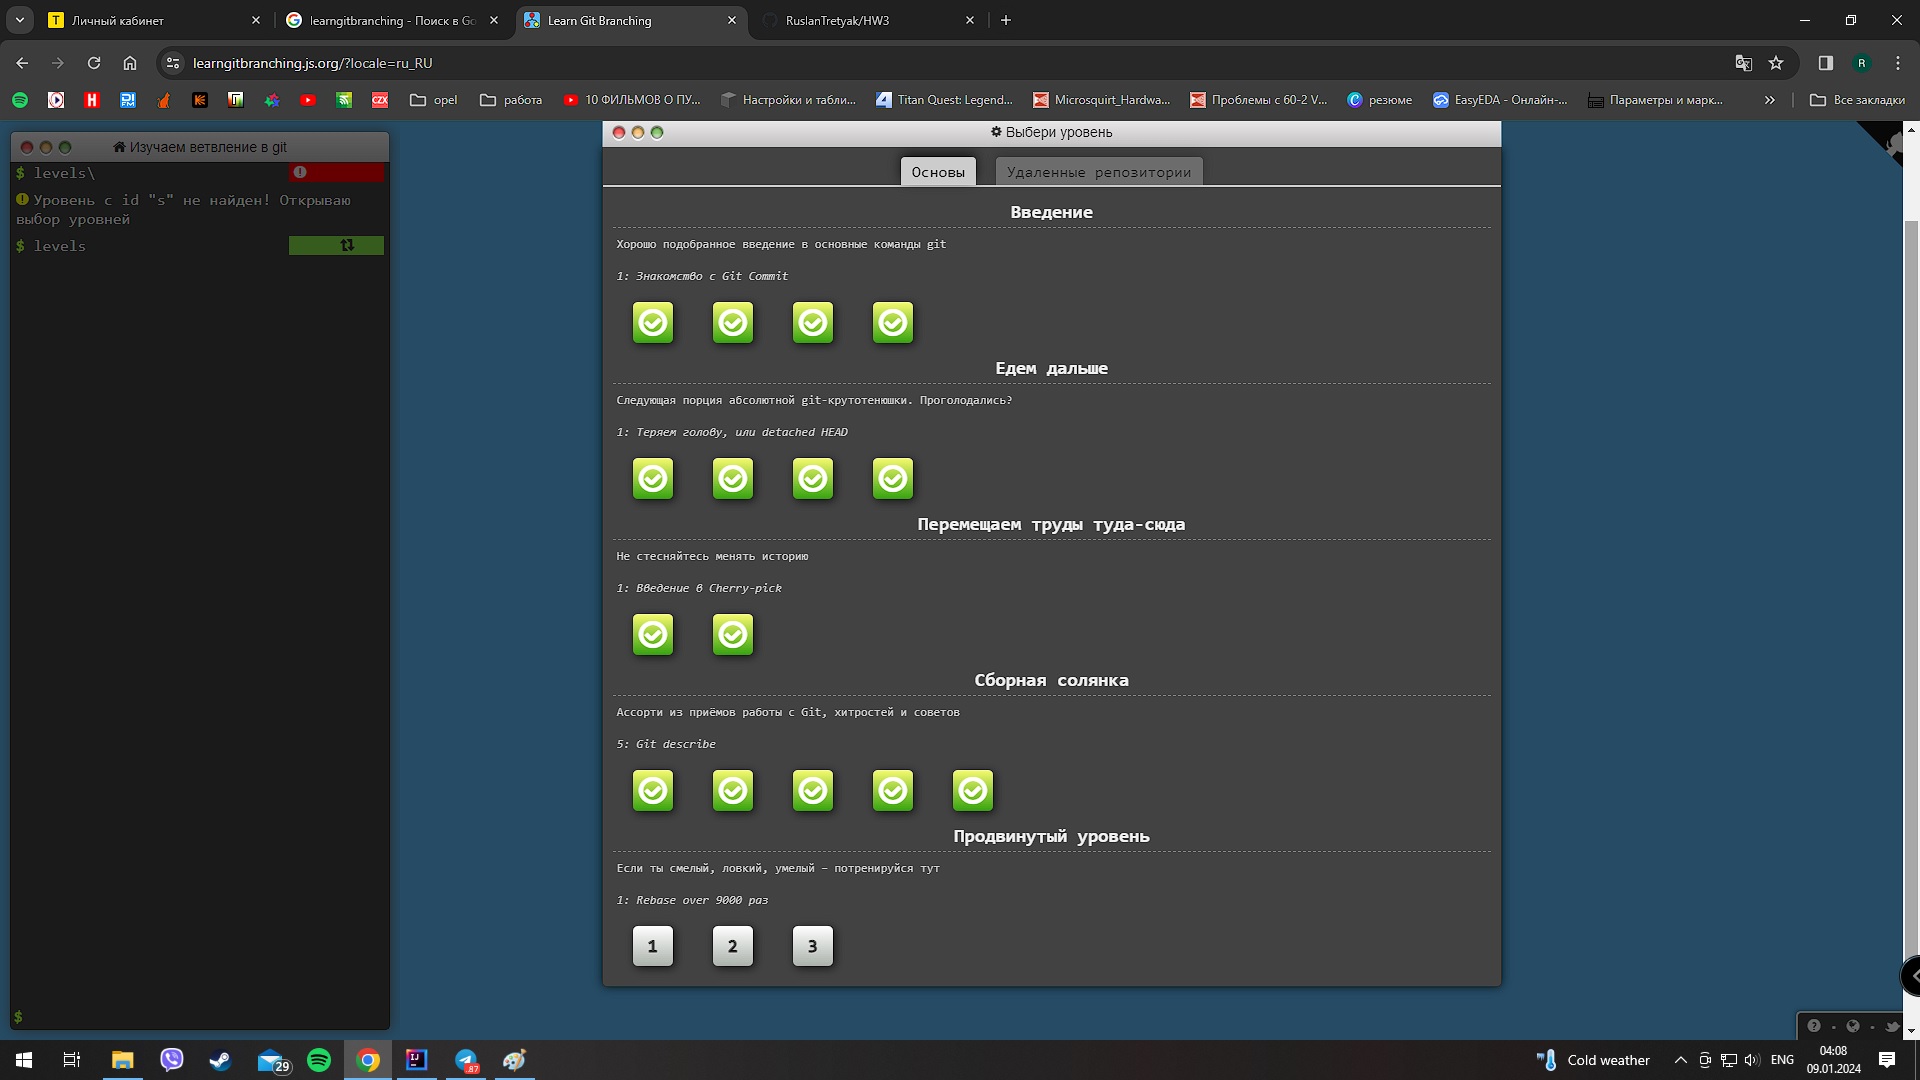 Личный кабинет
learngitbranching - Поиск в Go
Learn Git Branching
RuslanTretyak/HW3
learngitbranching.js.org/?locale=ru_RU
R
opel
работа
10 ФИЛЬМОВ О ПУ...
Настройки и табли...
Titan Quest: Legend...
Microsquirt_Hardwa...
Проблемы с 60-2 V...
резюме
EasyEDA - Онлайн-...
Параметры и марк...
Все закладки
Изучаем ветвление в git
$ levels\
Уровень с id "s" не найден! Открываю
выбор уровней
$ levels
$
Выбери уровень
Основы
Удаленные репозитории
Введение
Хорошо подобранное введение в основные команды git
1: Знакомство с Git Commit
Едем дальше
Следующая порция абсолютной git-крутотенюшки. Проголодались?
1: Теряем голову, или detached HEAD
Перемещаем труды туда-сюда
Не стесняйтесь менять историю
1: Введение в Cherry-pick
Сборная солянка
Ассорти из приёмов работы с Git, хитростей и советов
5: Git describe
Продвинутый уровень
Если ты смелый, ловкий, умелый – потренируйся тут
1: Rebase over 9000 раз
1 2 3
29
87
Cold weather
ENG
04:08
09.01.2024